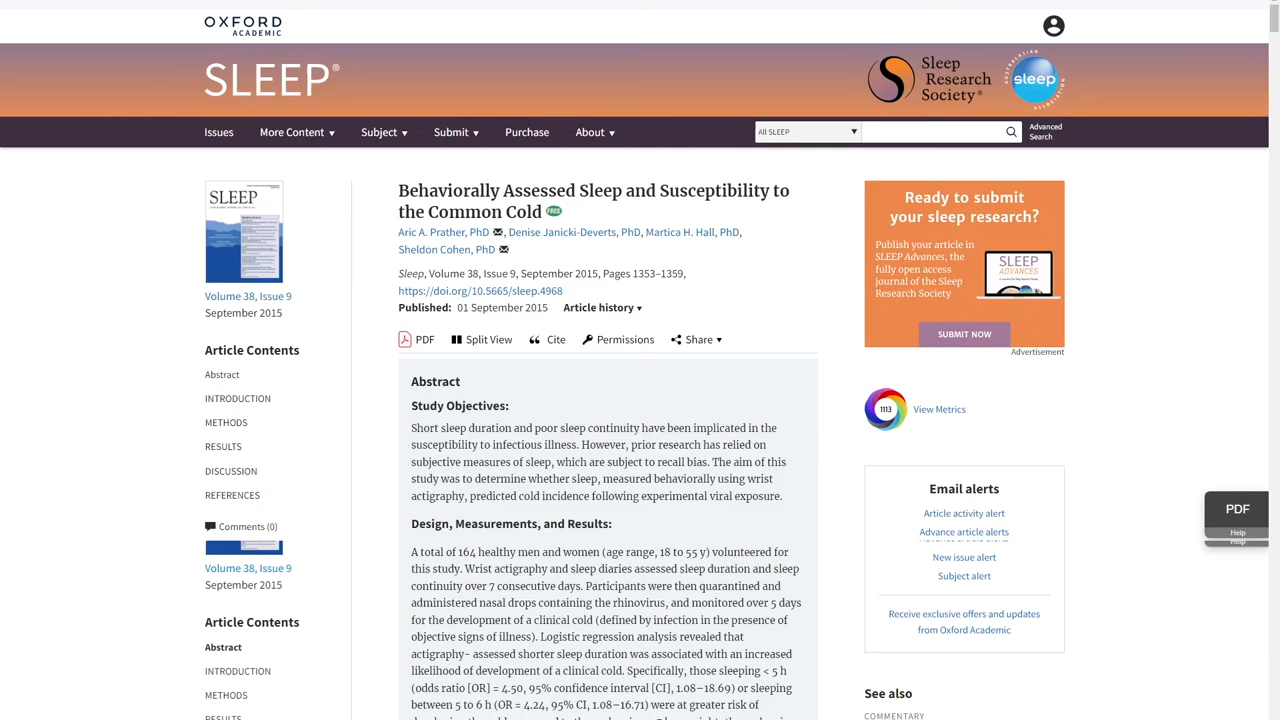 OXFORD
ACADEMIC
SLEEP®
Sleep
Research
Society®
AUSTRALASIAN
sleep
ASSOCIATION
Issues
More Content
Subject
Submit
Purchase
About
All SLEEP
Advanced
Search
SLEEP
Volume 38, Issue 9
September 2015
Article Contents
Abstract
INTRODUCTION
METHODS
RESULTS
DISCUSSION
REFERENCES
Comments (0)
Volume 38, Issue 9
September 2015
Article Contents
Abstract
INTRODUCTION
METHODS
RESULTS
Behaviorally Assessed Sleep and Susceptibility to
the Common Cold FREE
Aric A. Prather, PhD, Denise Janicki-Deverts, PhD, Martica H. Hall, PhD,
Sheldon Cohen, PhD
Sleep, Volume 38, Issue 9, September 2015, Pages 1353–1359,
https://doi.org/10.5665/sleep.4968
Published: 01 September 2015 Article history
PDF Split View Cite Permissions Share
Abstract
Study Objectives:
Short sleep duration and poor sleep continuity have been implicated in the
susceptibility to infectious illness. However, prior research has relied on
subjective measures of sleep, which are subject to recall bias. The aim of this
study was to determine whether sleep, measured behaviorally using wrist
actigraphy, predicted cold incidence following experimental viral exposure.
Design, Measurements, and Results:
A total of 164 healthy men and women (age range, 18 to 55 y) volunteered for
this study. Wrist actigraphy and sleep diaries assessed sleep duration and sleep
continuity over 7 consecutive days. Participants were then quarantined and
administered nasal drops containing the rhinovirus, and monitored over 5 days
for the development of a clinical cold (defined by infection in the presence of
objective signs of illness). Logistic regression analysis revealed that
actigraphy- assessed shorter sleep duration was associated with an increased
likelihood of development of a clinical cold. Specifically, those sleeping < 5 h
(odds ratio [OR] = 4.50, 95% confidence interval [CI], 1.08–18.69) or sleeping
between 5 to 6 h (OR = 4.24, 95% CI, 1.08–16.71) were at greater risk of
Ready to submit
your sleep research?
Publish your article in
SLEEP Advances, the
fully open access
journal of the Sleep
Research Society
SLEEP
ADVANCES
SUBMIT NOW
Advertisement
1113
View Metrics
Email alerts
Article activity alert
Advance article alerts
New issue alert
Subject alert
Receive exclusive offers and updates
from Oxford Academic
See also
COMMENTARY
PDF
Help
Help